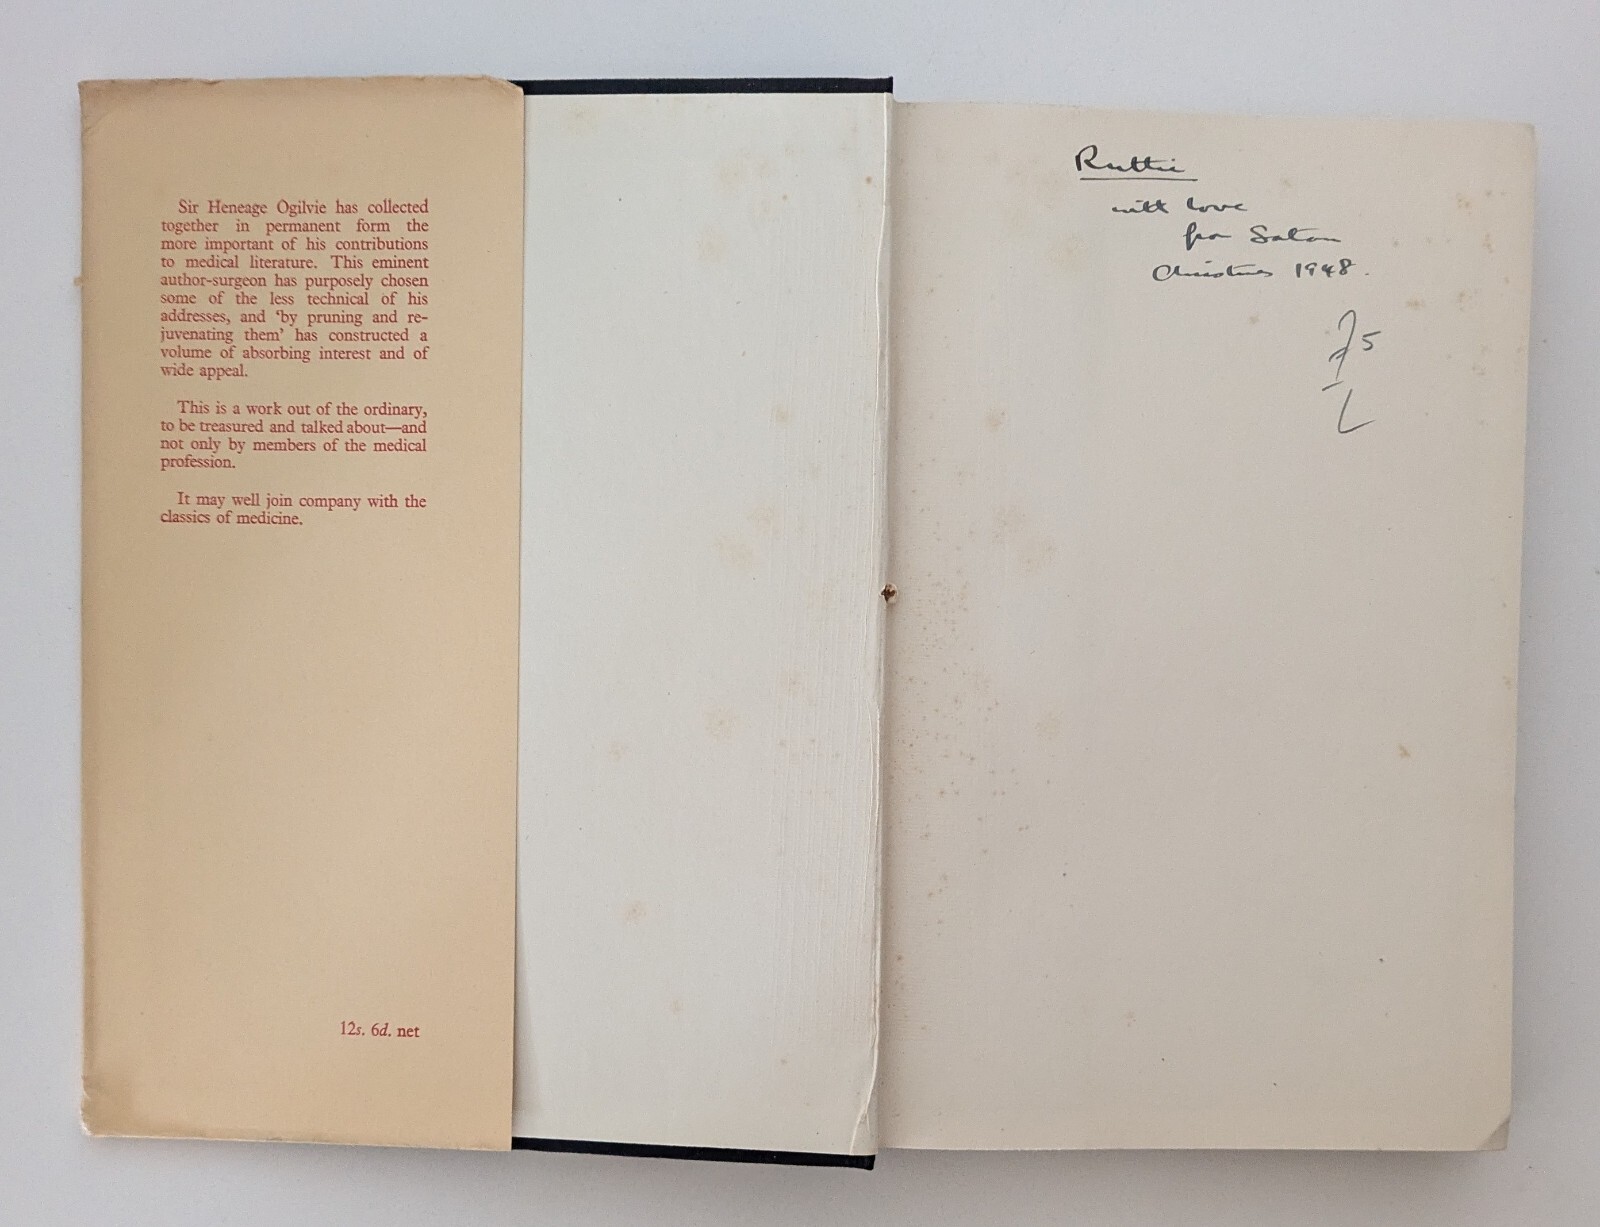 Sir Heneage Ogilvie has collected
together in permanent form the
more important of his contributions
to medical literature. This eminent
author-surgeon has purposely chosen
some of the less technical of his
addresses, and ‘by pruning and re-
juvenating them’ has constructed a
volume of absorbing interest and of
wide appeal.
This is a work out of the ordinary,
to be treasured and talked about—and
not only by members of the medical
profession.
It may well join company with the
classics of medicine.
12s. 6d. net
Ruthie
with love
from
Christmas 1948.